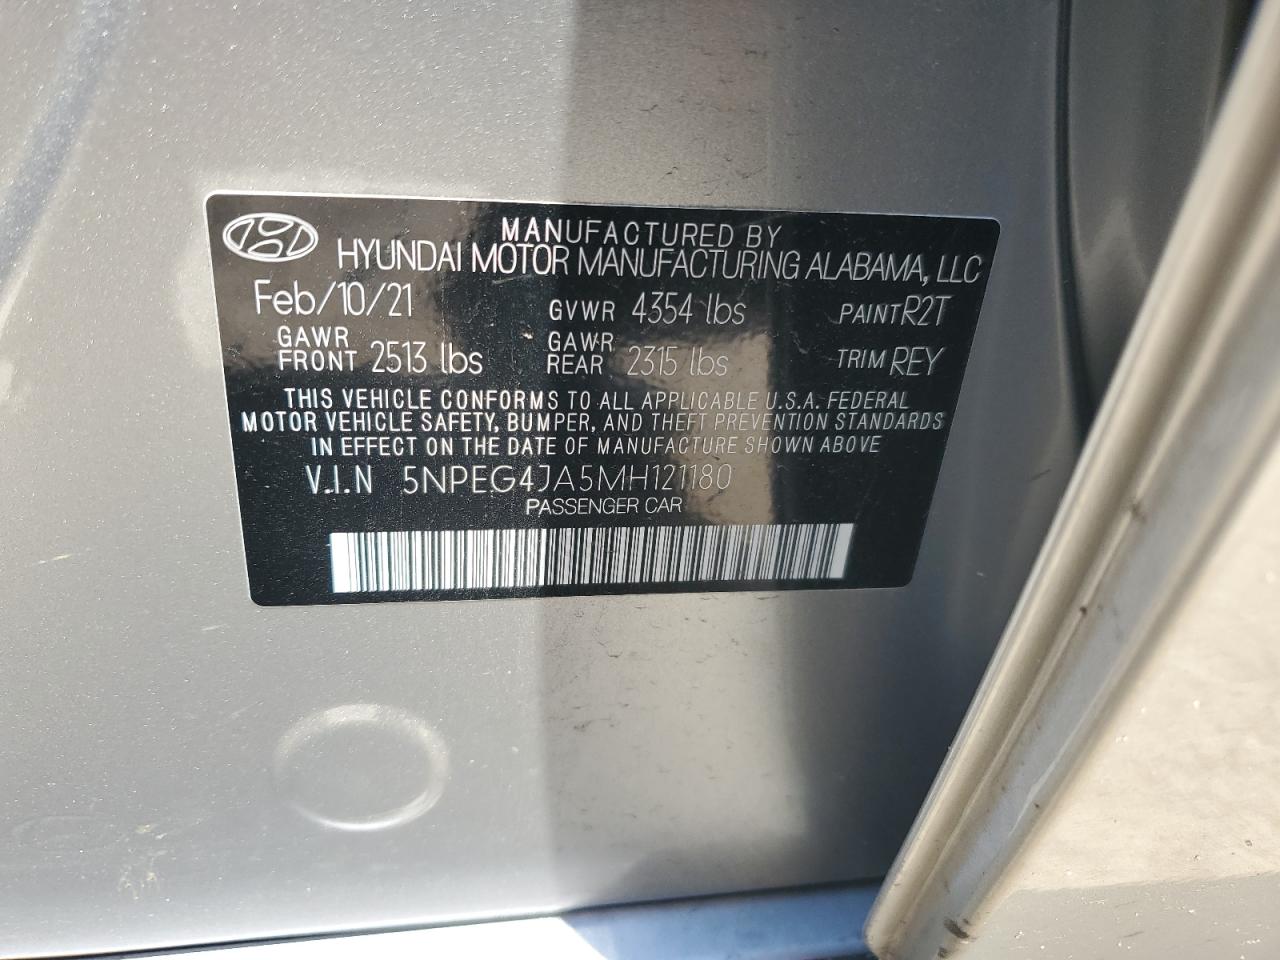 MANUFACTURED BY
HYUNDAI MOTOR MANUFACTURING ALABAMA, LLC
Feb/10/21 GVWR 4354 lbs PAINT R2T
GAWR FRONT 2513 lbs GAWR REAR 2315 lbs TRIM REY
THIS VEHICLE CONFORMS TO ALL APPLICABLE U.S.A. FEDERAL
MOTOR VEHICLE SAFETY, BUMPER, AND THEFT PREVENTION STANDARDS
IN EFFECT ON THE DATE OF MANUFACTURE SHOWN ABOVE
V.I.N 5NPEG4JA5MH121180
PASSENGER CAR